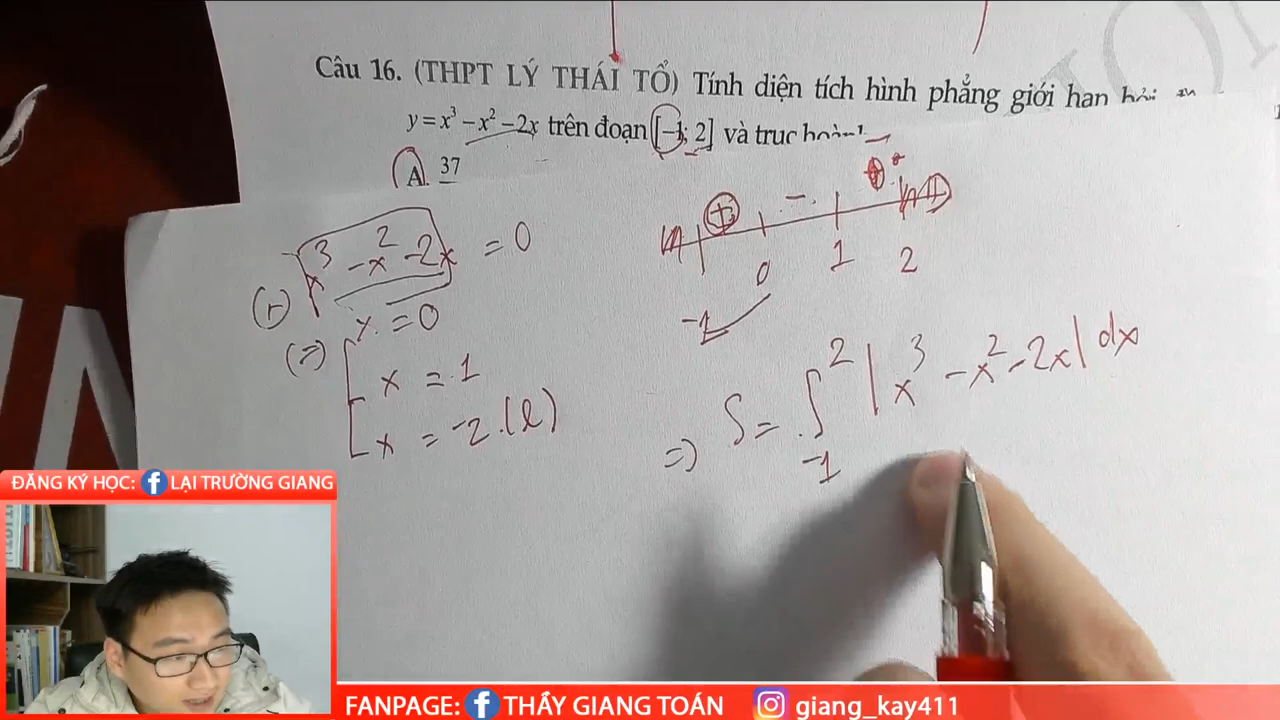 Câu 16. (THPT LÝ THÁI TỔ) Tính diện tích hình phẳng giới hạn bởi
y = x³ − x² − 2x trên đoạn [−1; 2] và trục hoành
A. 37
x³ - x² - 2x = 0
x = 0
(=) x = 1
x = -2 (l)
+ -
-1 0 1 2
=> S = ∫ 2 -1 |x³ - x² - 2x| dx
ĐĂNG KÝ HỌC: LẠI TRƯỜNG GIANG
FANPAGE: THẦY GIANG TOÁN giang_kay411